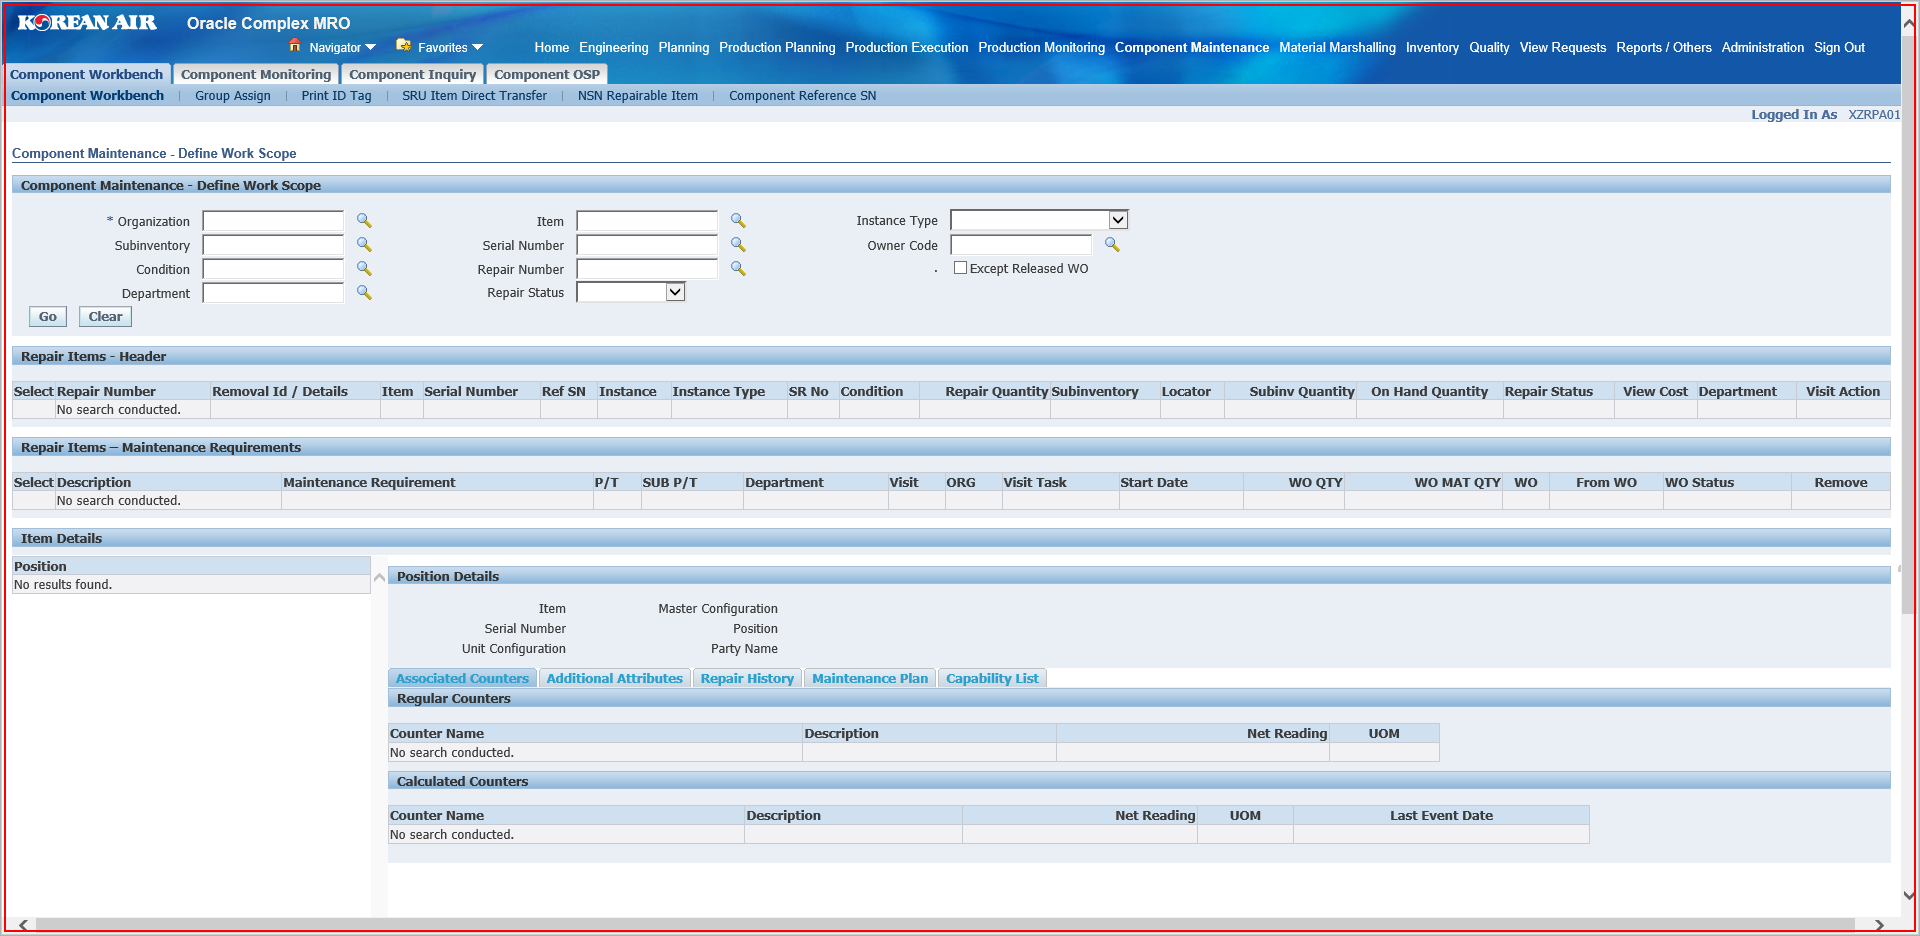 KOREAN AIR Oracle Complex MRO
Navigator Favorites Home Engineering Planning Production Planning Production Execution Production Monitoring Component Maintenance Material Marshalling Inventory Quality View Requests Reports / Others Administration Sign Out
Component Workbench Component Monitoring Component Inquiry Component OSP
Component Workbench | Group Assign | Print ID Tag | SRU Item Direct Transfer | NSN Repairable Item | Component Reference SN
Logged In As XZRPA01
Component Maintenance - Define Work Scope
Component Maintenance - Define Work Scope
* Organization Item Instance Type
Subinventory Serial Number Owner Code
Condition Repair Number . Except Released WO
Department Repair Status
Go Clear
Repair Items - Header
Select Repair Number Removal Id / Details Item Serial Number Ref SN Instance Instance Type SR No Condition Repair Quantity Subinventory Locator Subinv Quantity On Hand Quantity Repair Status View Cost Department Visit Action
No search conducted.
Repair Items – Maintenance Requirements
Select Description Maintenance Requirement P/T SUB P/T Department Visit ORG Visit Task Start Date WO QTY WO MAT QTY WO From WO WO Status Remove
No search conducted.
Item Details
Position
No results found.
Position Details
Item Master Configuration
Serial Number Position
Unit Configuration Party Name
Associated Counters Additional Attributes Repair History Maintenance Plan Capability List
Regular Counters
Counter Name Description Net Reading UOM
No search conducted.
Calculated Counters
Counter Name Description Net Reading UOM Last Event Date
No search conducted.